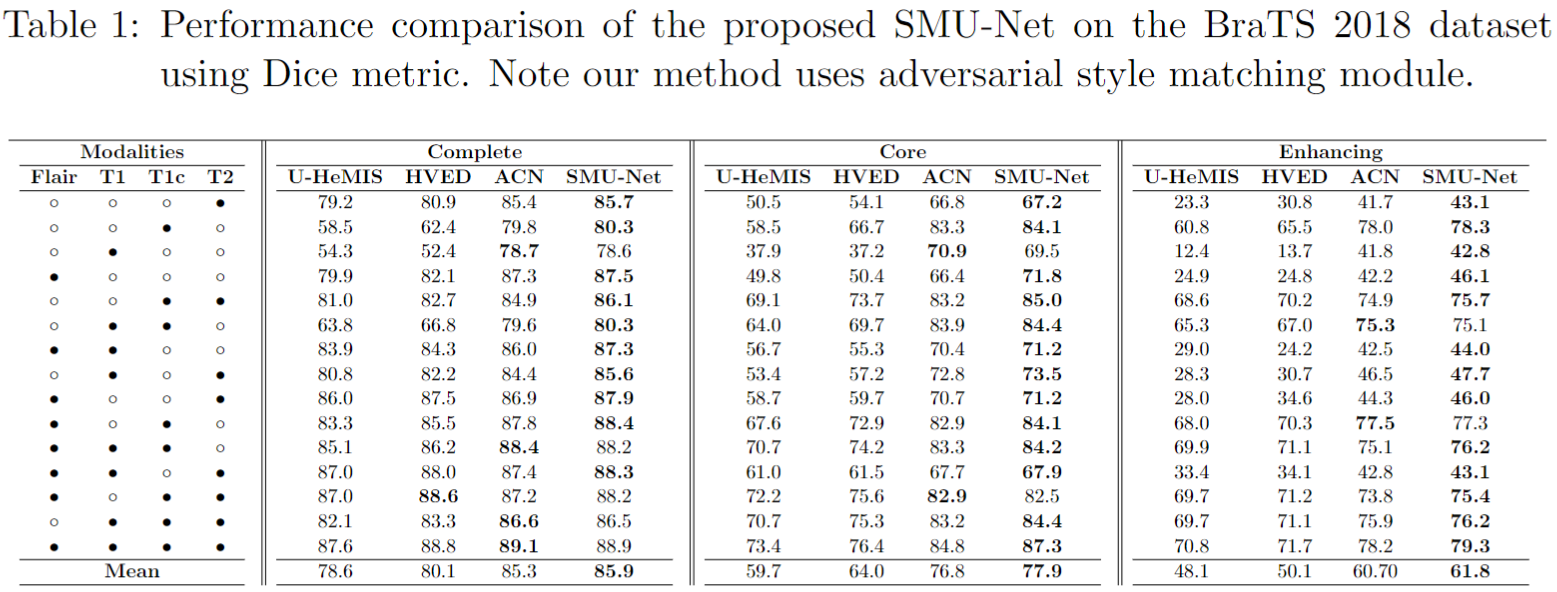 Table 1: Performance comparison of the proposed SMU-Net on the BraTS 2018 dataset
using Dice metric. Note our method uses adversarial style matching module.
Modalities Complete Core Enhancing
Flair T1 T1c T2 U-HeMIS HVED ACN SMU-Net U-HeMIS HVED ACN SMU-Net U-HeMIS HVED ACN SMU-Net
○ ○ ○ ● 79.2 80.9 85.4 85.7 50.5 54.1 66.8 67.2 23.3 30.8 41.7 43.1
○ ○ ● ○ 58.5 62.4 79.8 80.3 58.5 66.7 83.3 84.1 60.8 65.5 78.0 78.3
○ ● ○ ○ 54.3 52.4 78.7 78.6 37.9 37.2 70.9 69.5 12.4 13.7 41.8 42.8
● ○ ○ ○ 79.9 82.1 87.3 87.5 49.8 50.4 66.4 71.8 24.9 24.8 42.2 46.1
○ ○ ● ● 81.0 82.7 84.9 86.1 69.1 73.7 83.2 85.0 68.6 70.2 74.9 75.7
○ ● ● ○ 63.8 66.8 79.6 80.3 64.0 69.7 83.9 84.4 65.3 67.0 75.3 75.1
● ● ○ ○ 83.9 84.3 86.0 87.3 56.7 55.3 70.4 71.2 29.0 24.2 42.5 44.0
○ ● ○ ● 80.8 82.2 84.4 85.6 53.4 57.2 72.8 73.5 28.3 30.7 46.5 47.7
● ○ ○ ● 86.0 87.5 86.9 87.9 58.7 59.7 70.7 71.2 28.0 34.6 44.3 46.0
● ○ ● ○ 83.3 85.5 87.8 88.4 67.6 72.9 82.9 84.1 68.0 70.3 77.5 77.3
● ● ● ○ 85.1 86.2 88.4 88.2 70.7 74.2 83.3 84.2 69.9 71.1 75.1 76.2
● ● ○ ● 87.0 88.0 87.4 88.3 61.0 61.5 67.7 67.9 33.4 34.1 42.8 43.1
● ○ ● ● 87.0 88.6 87.2 88.2 72.2 75.6 82.9 82.5 69.7 71.2 73.8 75.4
○ ● ● ● 82.1 83.3 86.6 86.5 70.7 75.3 83.2 84.4 69.7 71.1 75.9 76.2
● ● ● ● 87.6 88.8 89.1 88.9 73.4 76.4 84.8 87.3 70.8 71.7 78.2 79.3
Mean 78.6 80.1 85.3 85.9 59.7 64.0 76.8 77.9 48.1 50.1 60.70 61.8